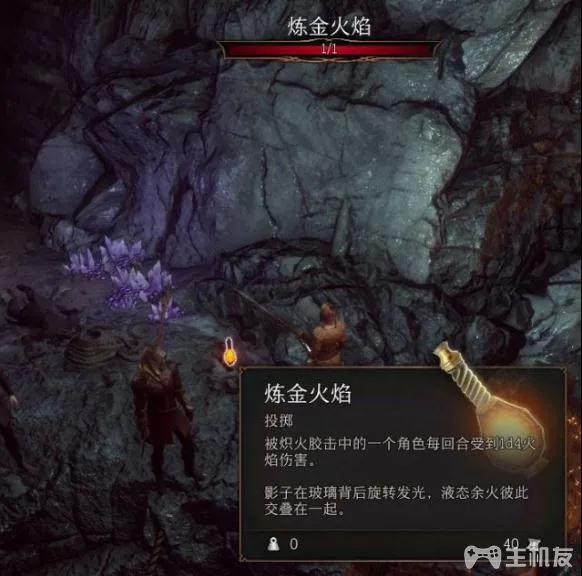 炼金火焰
1/1
炼金火焰
投掷
被炽火胶击中的一个角色每回合受到1d4火
焰伤害。
影子在玻璃背后旋转发光，液态余火彼此
交叠在一起。
0
40
主机友